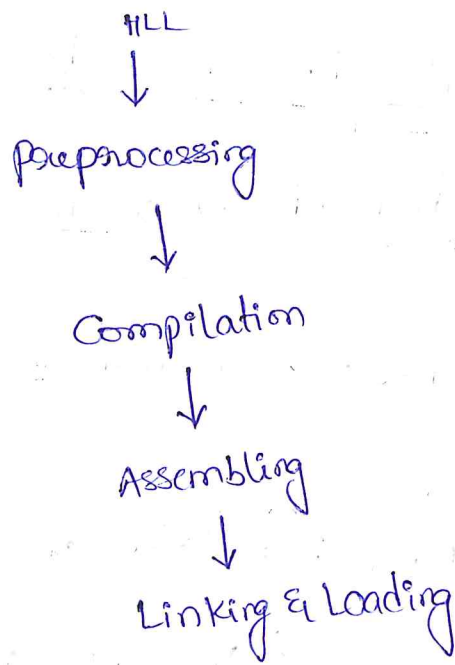 HLL
Preprocessing
Compilation
Assembling
Linking & Loading